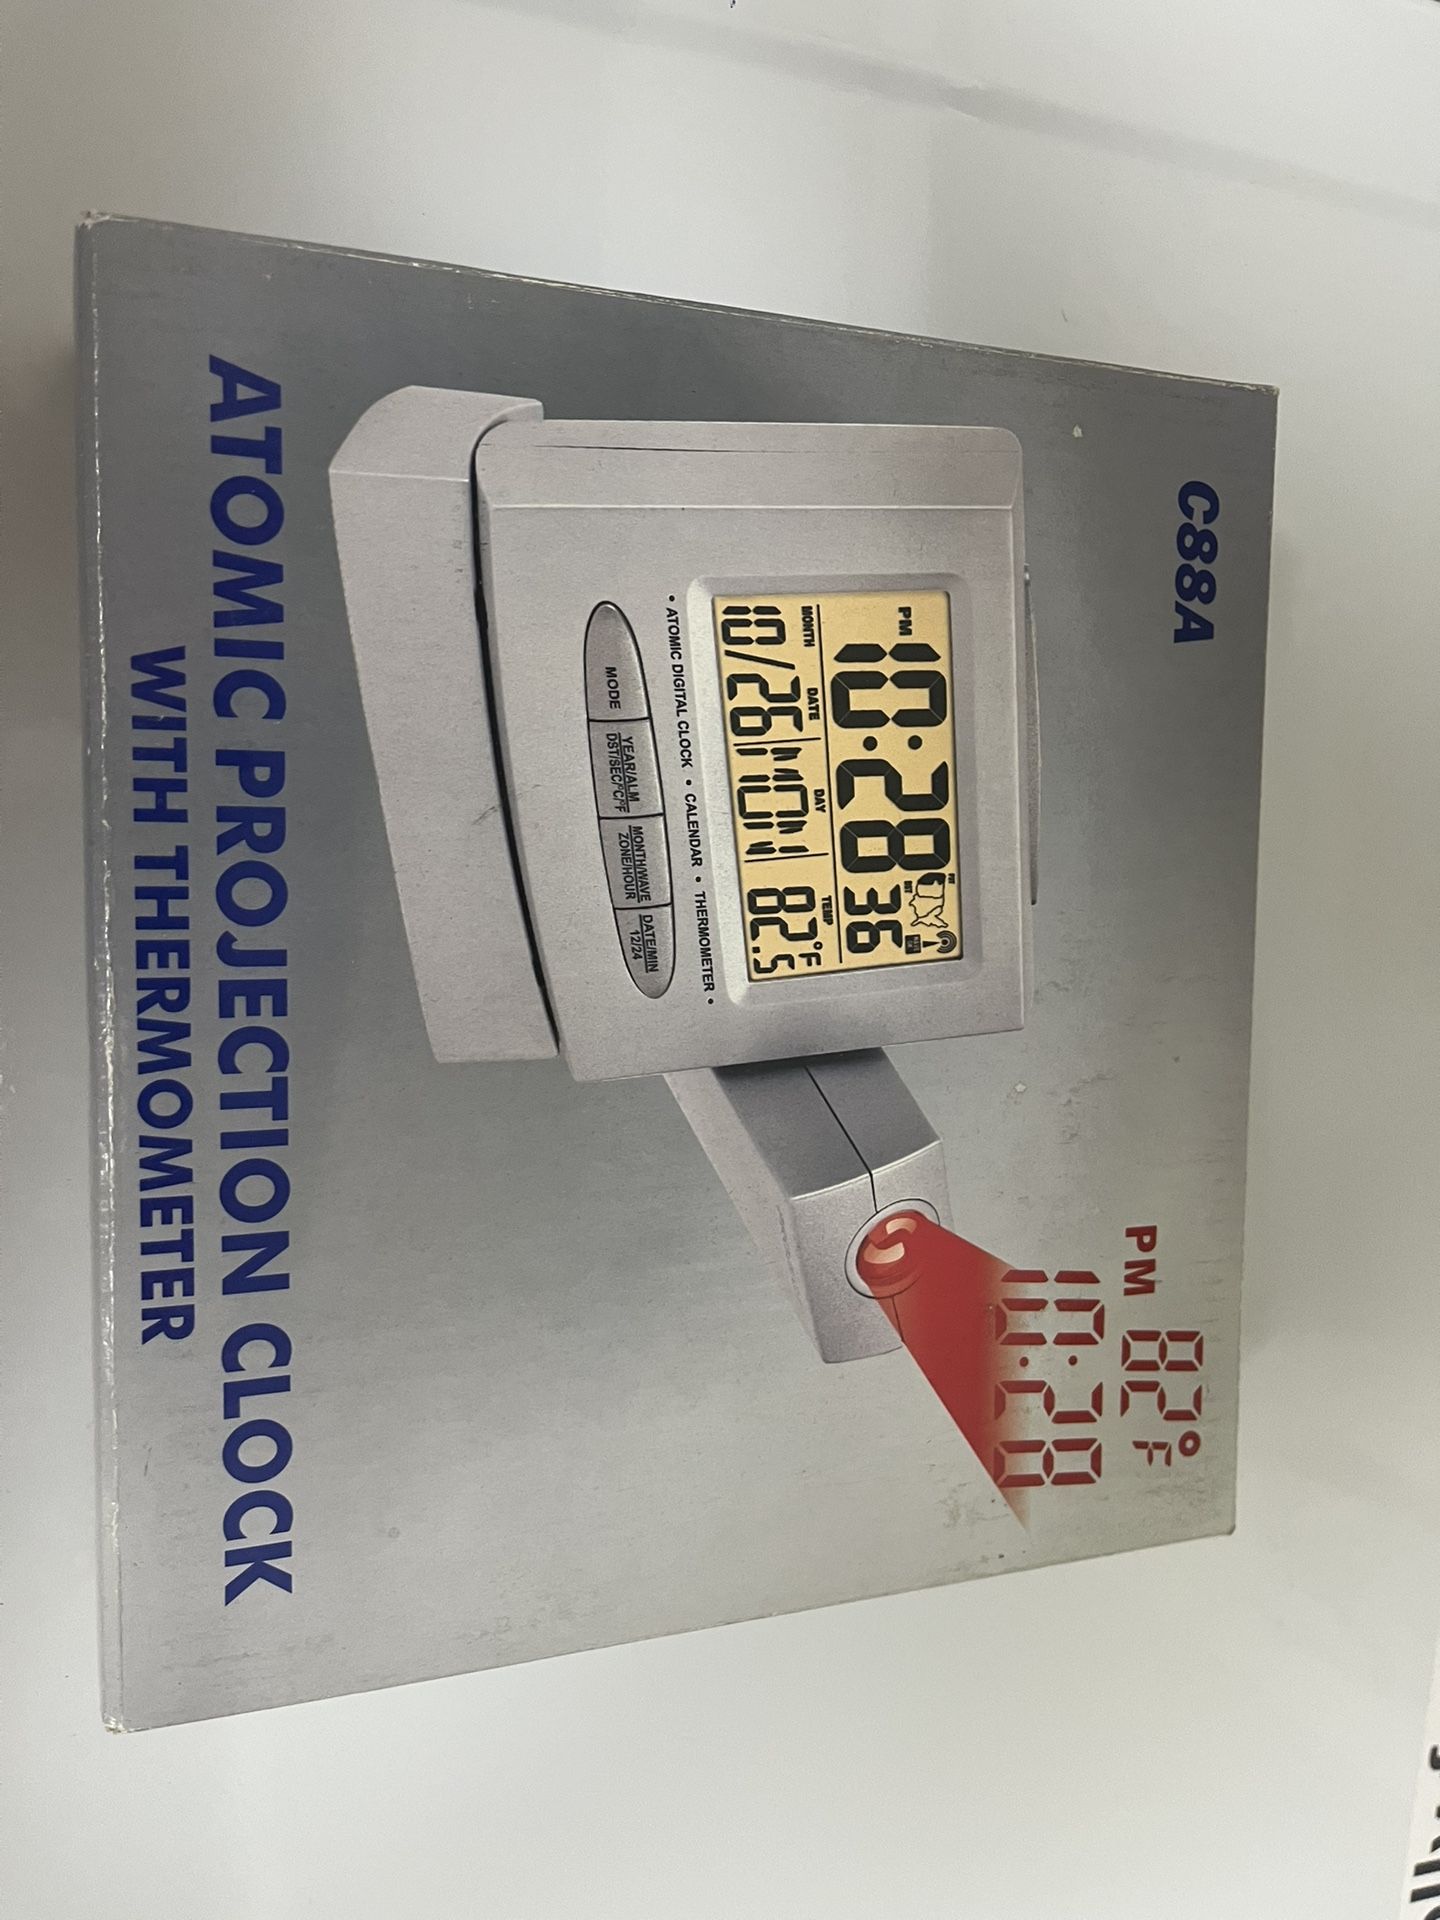 C88A
PM 82°F
10:28
PM 10:28 36
PST
EST
MONTH DATE DAY TEMP
10/26 MON 82.5°F
• ATOMIC DIGITAL CLOCK • CALENDAR • THERMOMETER •
MODE
YEAR/ALM
DST/SEC/°C/°F
MONTH/WAVE
ZONE/HOUR
DATE/MIN
12/24
ATOMIC PROJECTION CLOCK
WITH THERMOMETER